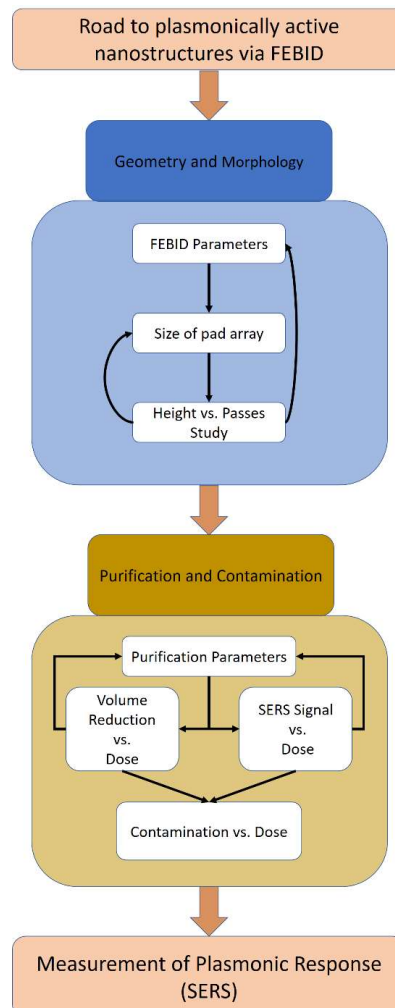 Road to plasmonically active
nanostructures via FEBID
Geometry and Morphology
FEBID Parameters
Size of pad array
Height vs. Passes
Study
Purification and Contamination
Purification Parameters
Volume
Reduction
vs.
Dose
SERS Signal
vs.
Dose
Contamination vs. Dose
Measurement of Plasmonic Response
(SERS)